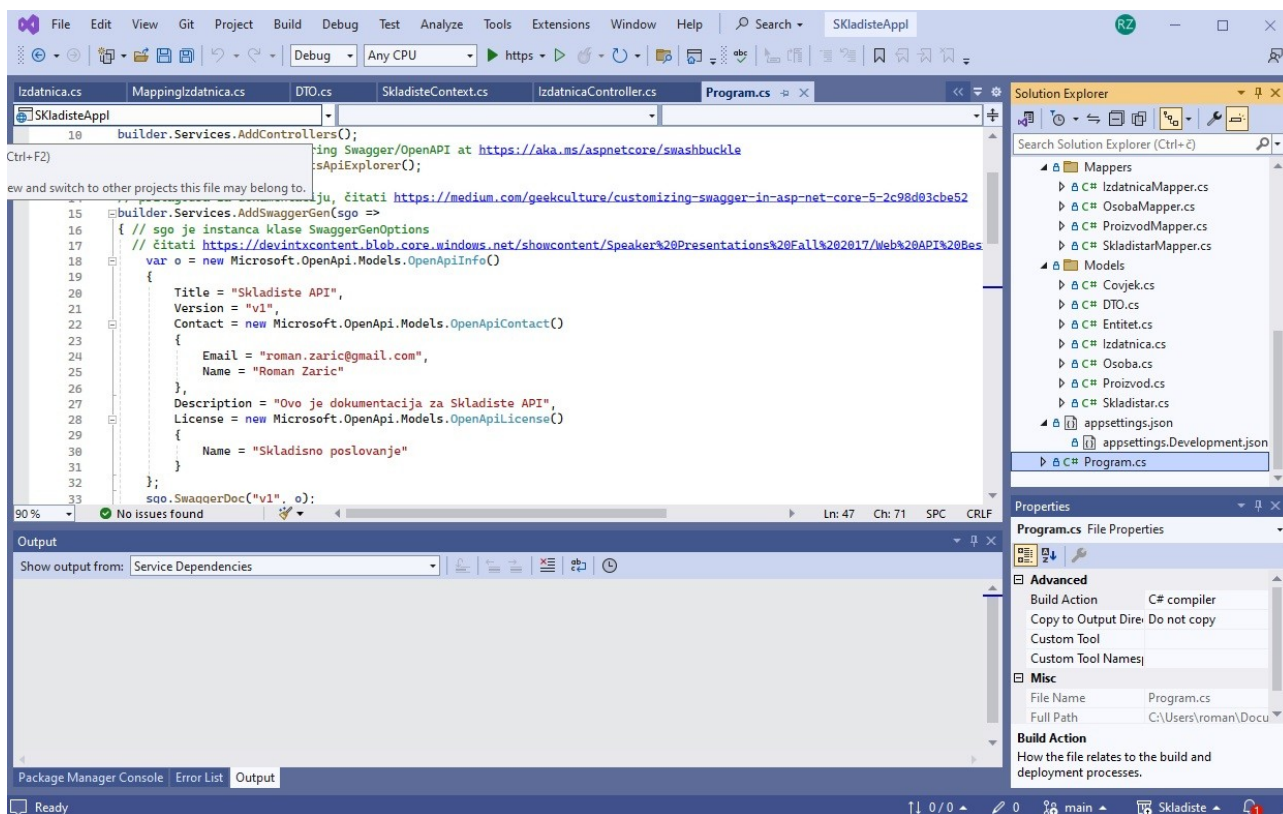 File Edit View Git Project Build Debug Test Analyze Tools Extensions Window Help Search SKladisteAppl RZ
Debug Any CPU https
Izdatnica.cs MappingIzdatnica.cs DTO.cs SkladisteContext.cs IzdatnicaController.cs Program.cs
SKladisteAppl
10 builder.Services.AddControllers();
Ctrl+F2) ring Swagger/OpenAPI at https://aka.ms/aspnetcore/swashbuckle
tsApiExplorer();
ew and switch to other projects this file may belong to.
čitati https://medium.com/geekculture/customizing-swagger-in-asp-net-core-5-2c98d03cbe52
15 builder.Services.AddSwaggerGen(sgo =>
16 { // sgo je instanca klase SwaggerGenOptions
17 // čitati https://devintxcontent.blob.core.windows.net/showcontent/Speaker%20Presentations%20Fall%202017/Web%20API%20Bes
18 var o = new Microsoft.OpenApi.Models.OpenApiInfo()
19 {
20 Title = "Skladiste API",
21 Version = "v1",
22 Contact = new Microsoft.OpenApi.Models.OpenApiContact()
23 {
24 Email = "roman.zaric@gmail.com",
25 Name = "Roman Zaric"
26 },
27 Description = "Ovo je dokumentacija za Skladiste API",
28 License = new Microsoft.OpenApi.Models.OpenApiLicense()
29 {
30 Name = "Skladisno poslovanje"
31 }
32 };
33 sgo.SwaggerDoc("v1", o);
90 % No issues found Ln: 47 Ch: 71 SPC CRLF
Output
Show output from: Service Dependencies
Package Manager Console Error List Output
Solution Explorer
Search Solution Explorer (Ctrl+č)
Mappers
C# IzdatnicaMapper.cs
C# OsobaMapper.cs
C# ProizvodMapper.cs
C# SkladistarMapper.cs
Models
C# Covjek.cs
C# DTO.cs
C# Entitet.cs
C# Izdatnica.cs
C# Osoba.cs
C# Proizvod.cs
C# Skladistar.cs
appsettings.json
appsettings.Development.json
C# Program.cs
Properties
Program.cs File Properties
Advanced
Build Action C# compiler
Copy to Output Dire Do not copy
Custom Tool
Custom Tool Names
Misc
File Name Program.cs
Full Path C:\Users\roman\Docu
Build Action
How the file relates to the build and
deployment processes.
Ready 0 / 0 0 main Skladiste 1